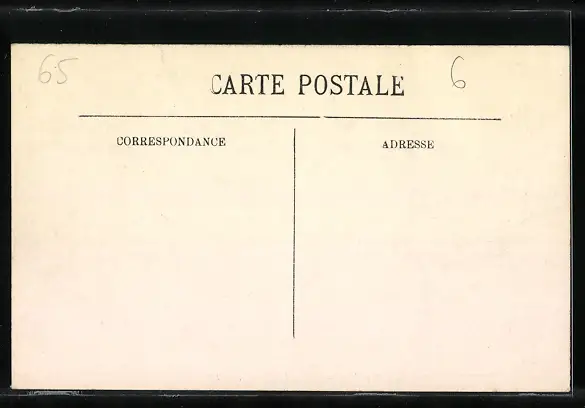 65
6
CARTE POSTALE
CORRESPONDANCE
ADRESSE